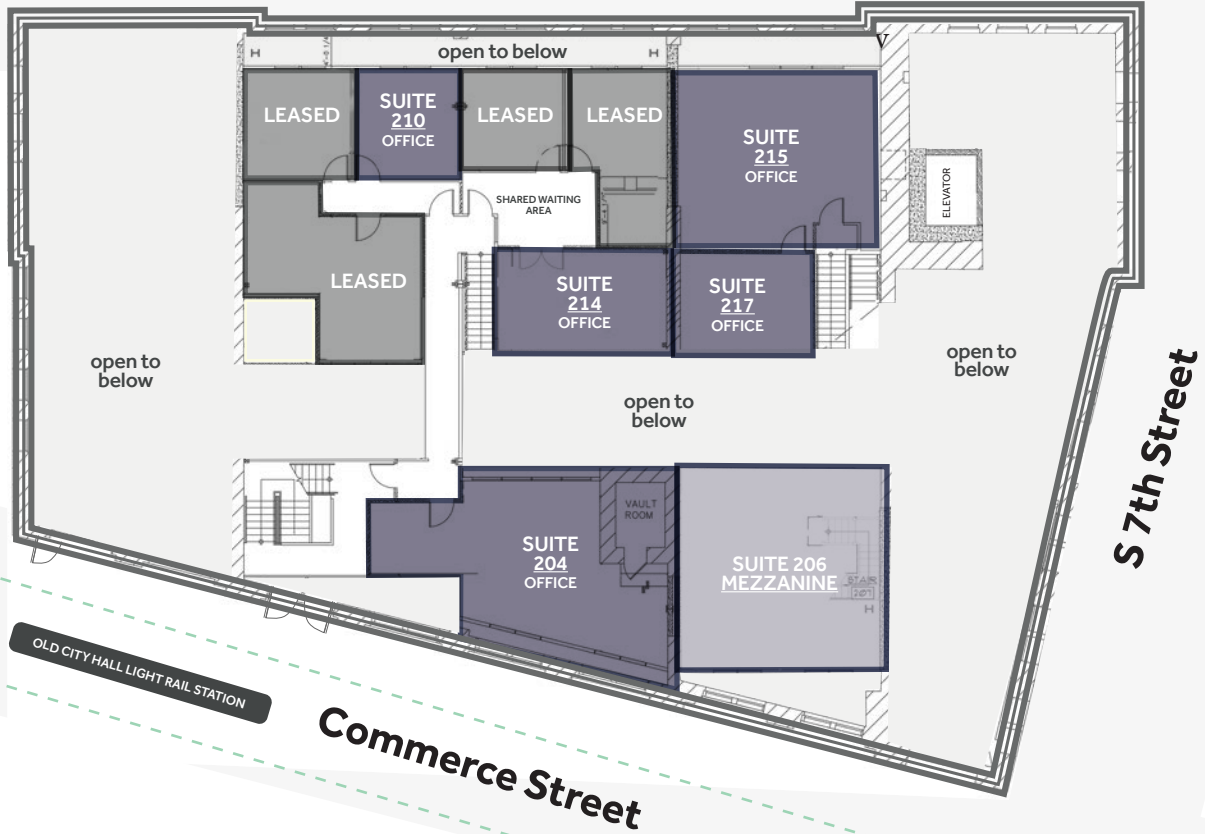 open to below
V
LEASED
SUITE
210
OFFICE
LEASED
LEASED
SUITE
215
OFFICE
ELEVATOR
SHARED WAITING
AREA
LEASED
SUITE
214
OFFICE
SUITE
217
OFFICE
open to
below
open to
below
open to
below
S 7th Street
VAULT
ROOM
SUITE
204
OFFICE
SUITE 206
MEZZANINE
STAIR
207
OLD CITY HALL LIGHT RAIL STATION
Commerce Street